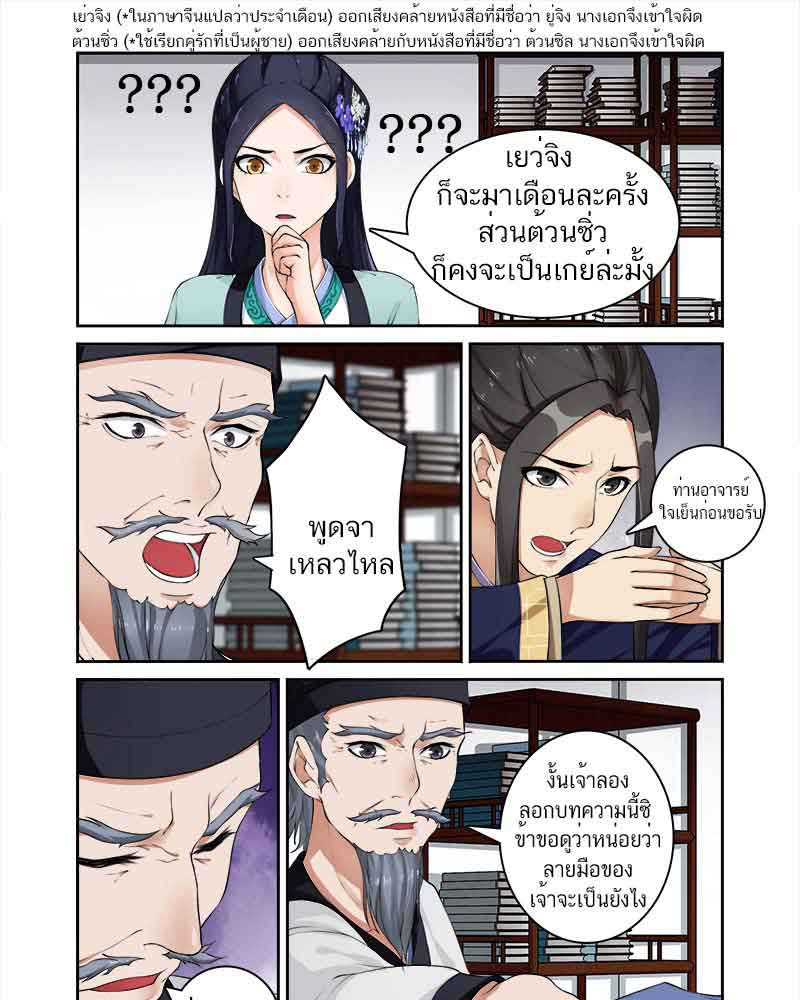 เยว่จิง (*ในภาษาจีนแปลว่าประจำเดือน) ออกเสียงคล้ายหนังสือที่มีชื่อว่า ยู่จิง นางเอกจึงเข้าใจผิด
ต้วนซิ่ว (*ใช้เรียกคู่รักที่เป็นผู้ชาย) ออกเสียงคล้ายกับหนังสือที่มีชื่อว่า ต้วนซิล นางเอกจึงเข้าใจผิด
???
???
เยว่จิง
ก็จะมาเดือนละครั้ง
ส่วนต้วนซิ่ว
ก็คงจะเป็นเกย์ล่ะมั้ง
พูดจา
เหลวไหล
ท่านอาจารย์
ใจเย็นก่อนขอรับ
งั้นเจ้าลอง
ลอกบทความนี้ซิ
ข้าขอดูว่าหน่อยว่า
ลายมือของ
เจ้าจะเป็นยังไง